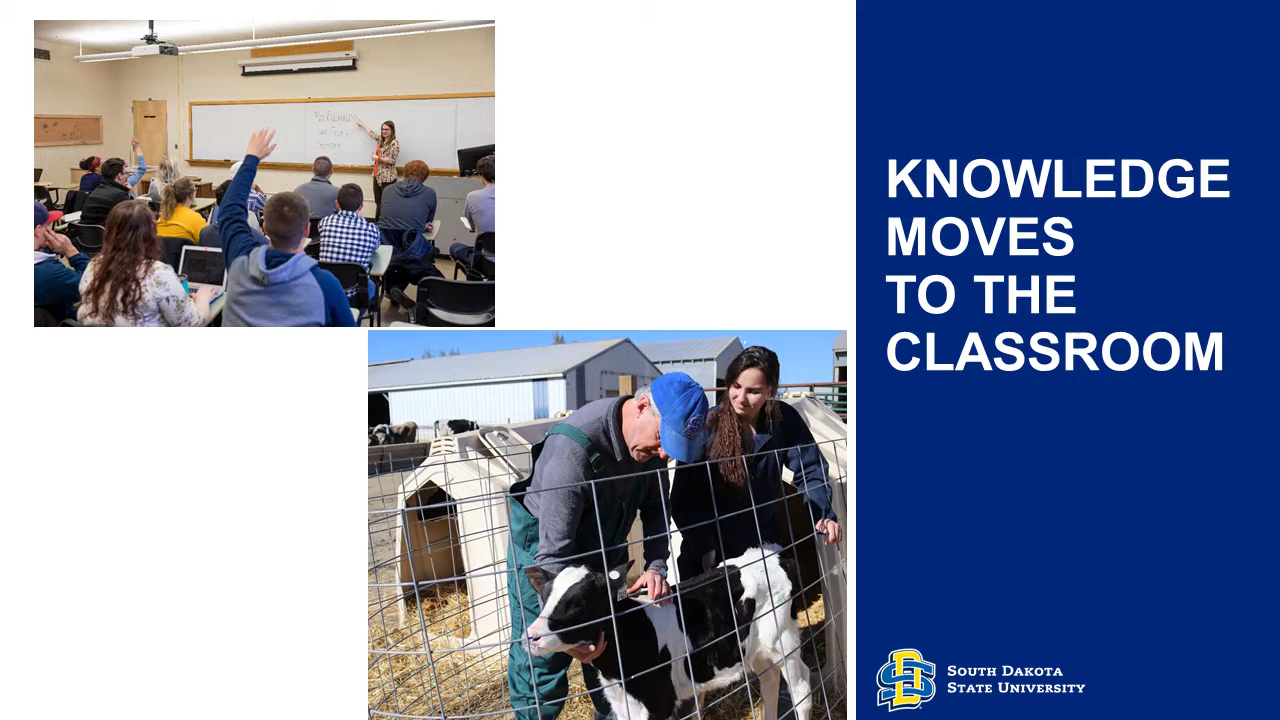 KNOWLEDGE
MOVES
TO THE
CLASSROOM
SOUTH DAKOTA
STATE UNIVERSITY